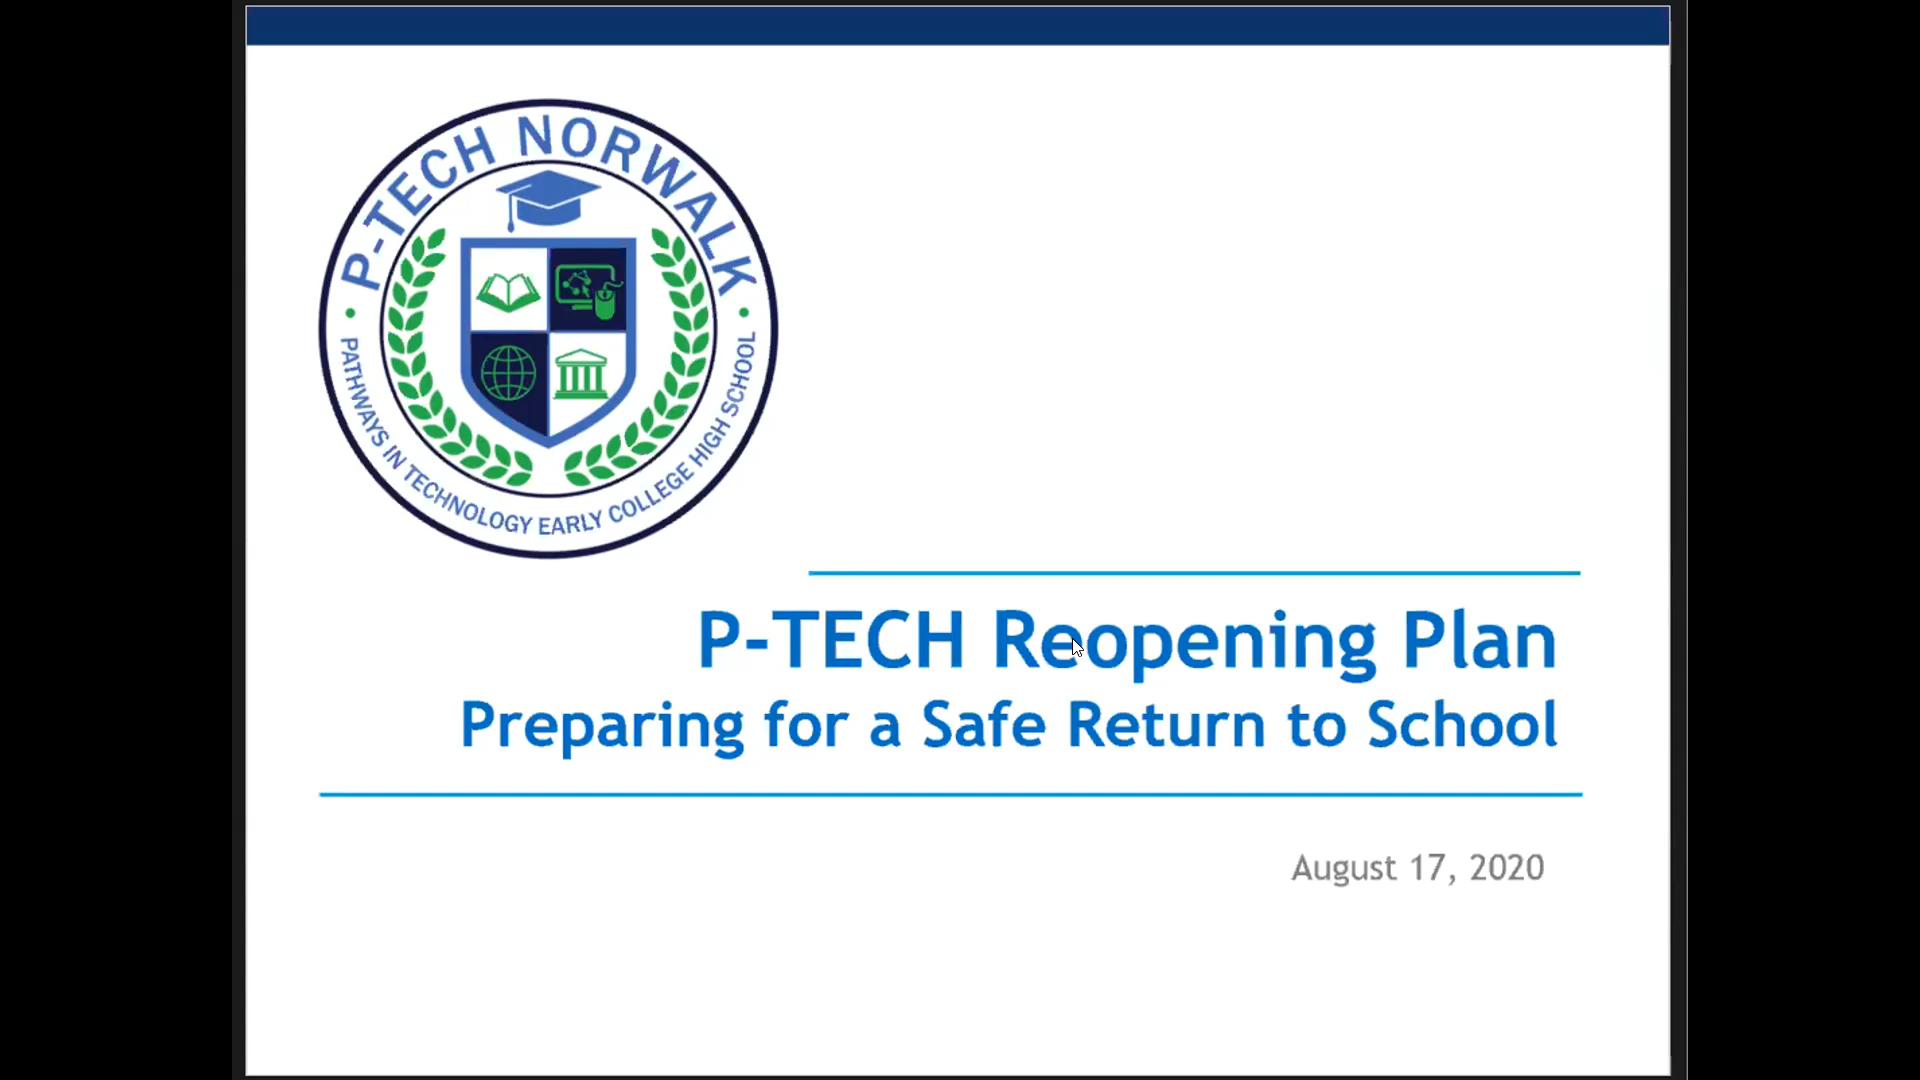 P-TECH NORWALK
PATHWAYS IN TECHNOLOGY EARLY COLLEGE HIGH SCHOOL
P-TECH Reopening Plan
Preparing for a Safe Return to School
August 17, 2020